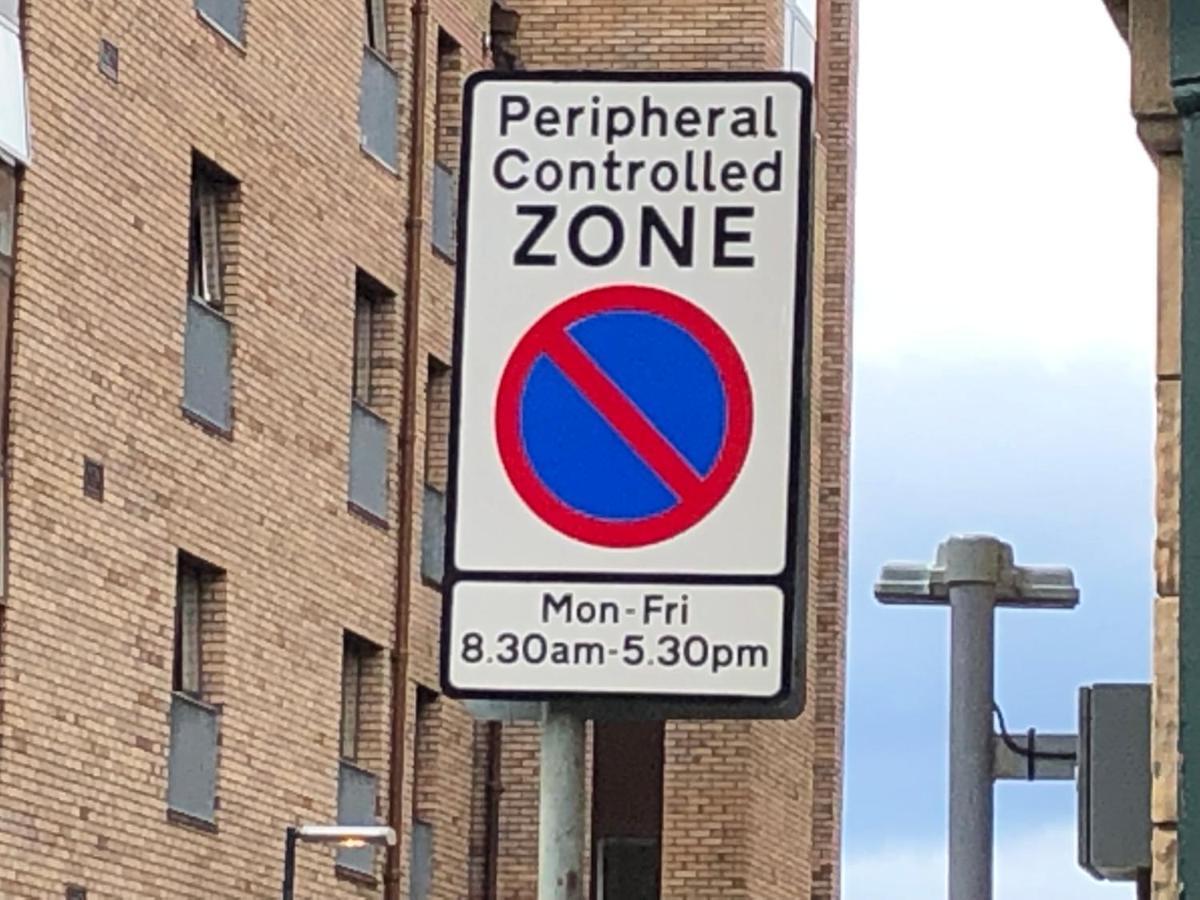 Peripheral
Controlled
ZONE
Mon-Fri
8.30am-5.30pm